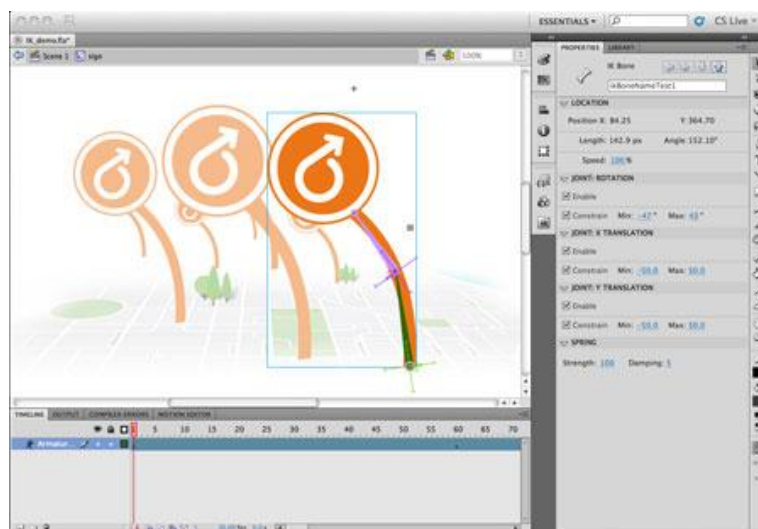 ESSENTIALS
CS Live
IK_demo.fla*
Scene 1 sign
100%
PROPERTIES LIBRARY
IK Bone
ikBoneNameTest1
LOCATION
Position X: 84.25 Y: 364.70
Length: 142.9 px Angle: 152.10°
Speed: 100 %
JOINT: ROTATION
Enable
Constrain Min: -47 ° Max: 43 °
JOINT: X TRANSLATION
Enable
Constrain Min: -50.0 Max: 50.0
JOINT: Y TRANSLATION
Enable
Constrain Min: -50.0 Max: 50.0
SPRING
Strength: 100 Damping: 5
TIMELINE OUTPUT COMPILER ERRORS MOTION EDITOR
1 5 10 15 20 25 30 35 40 45 50 55 60 65 70
Armatur...